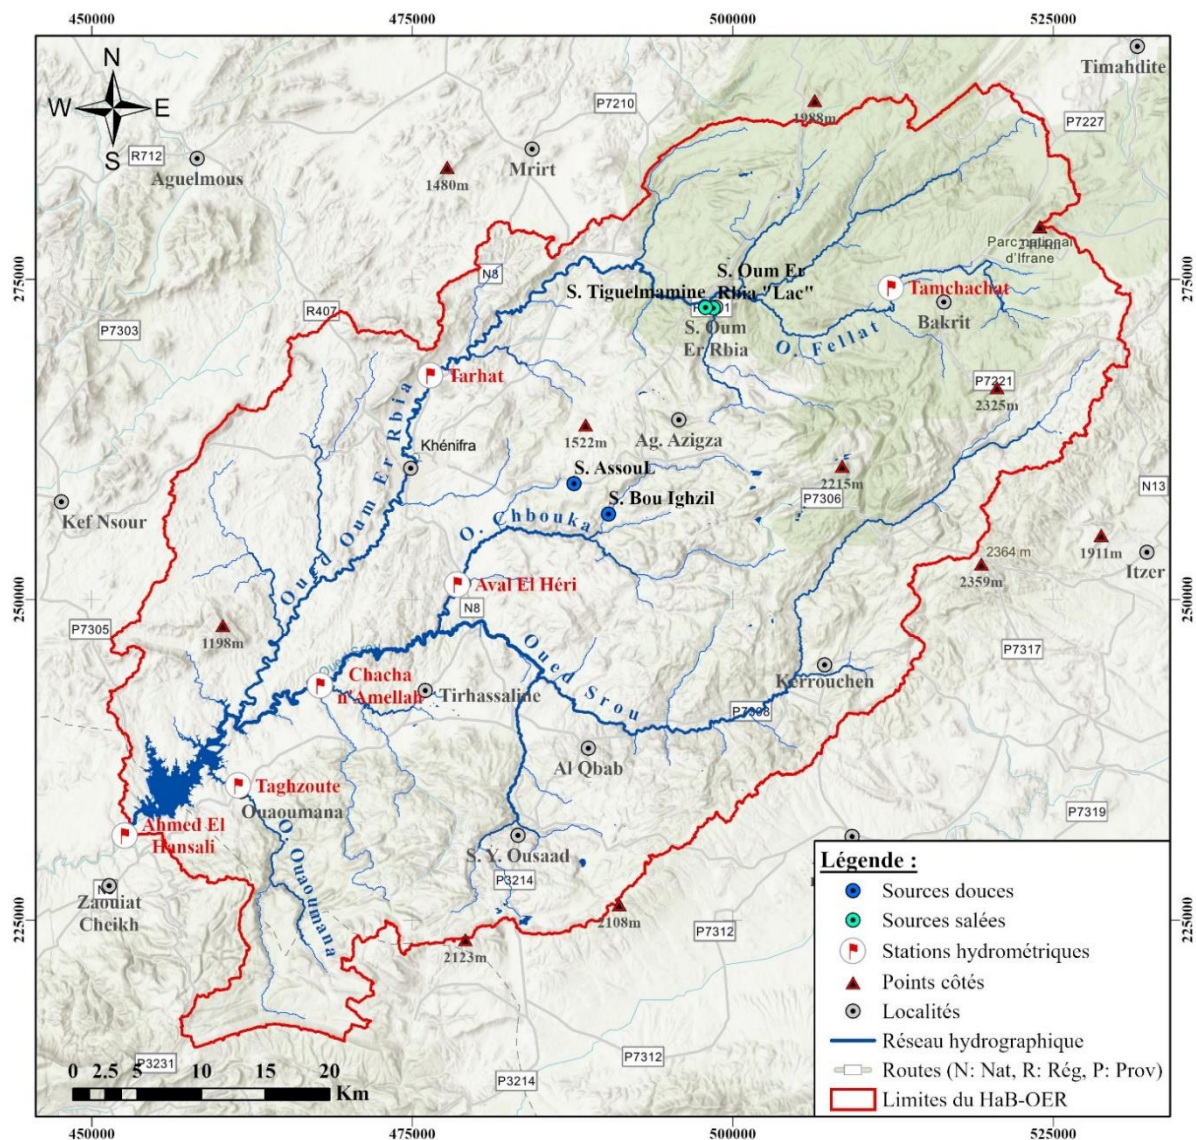 450000
475000
500000
525000
N
W
E
S
Timahdite
P7210
P7227
1988m
R712
Aguelmous
Mrirt
1480m
Parc national
d'Ifrane
N8
S. Oum Er
Rbia "Lac"
S. Tiguelmamine
Tamchachat
275000
275000
R407
P7303
S. Oum
Er Rbia
Bakrit
O. Fellat
Tarhat
P7221
2325m
1522m
Ag. Azigza
Khénifra
Oued Oum Er Rbia
S. AssouL
2215m
P7306
N13
S. Bou Ighzil
Kef Nsour
O. Chbouka
1911m
Itzer
2364 m
2359m
Aval El Héri
250000
250000
N8
P7305
1198m
P7317
Oued Srou
Kerrouchen
Chacha
n'Amellah
Tirhassaline
P7308
Al Qbab
Taghzoute
Ouaoumana
P7319
Ahmed El
Hansali
S. Y. Ousaad
O. Ouaoumana
P3214
Zaouiat
Cheikh
2108m
225000
225000
P7312
2123m
P7312
P3231
P3214
0
2.5
5
10
15
20
Km
Légende :
Sources douces
Sources salées
Stations hydrométriques
Points côtés
Localités
Réseau hydrographique
Routes (N: Nat, R: Rég, P: Prov)
Limites du HaB-OER
450000
475000
500000
525000